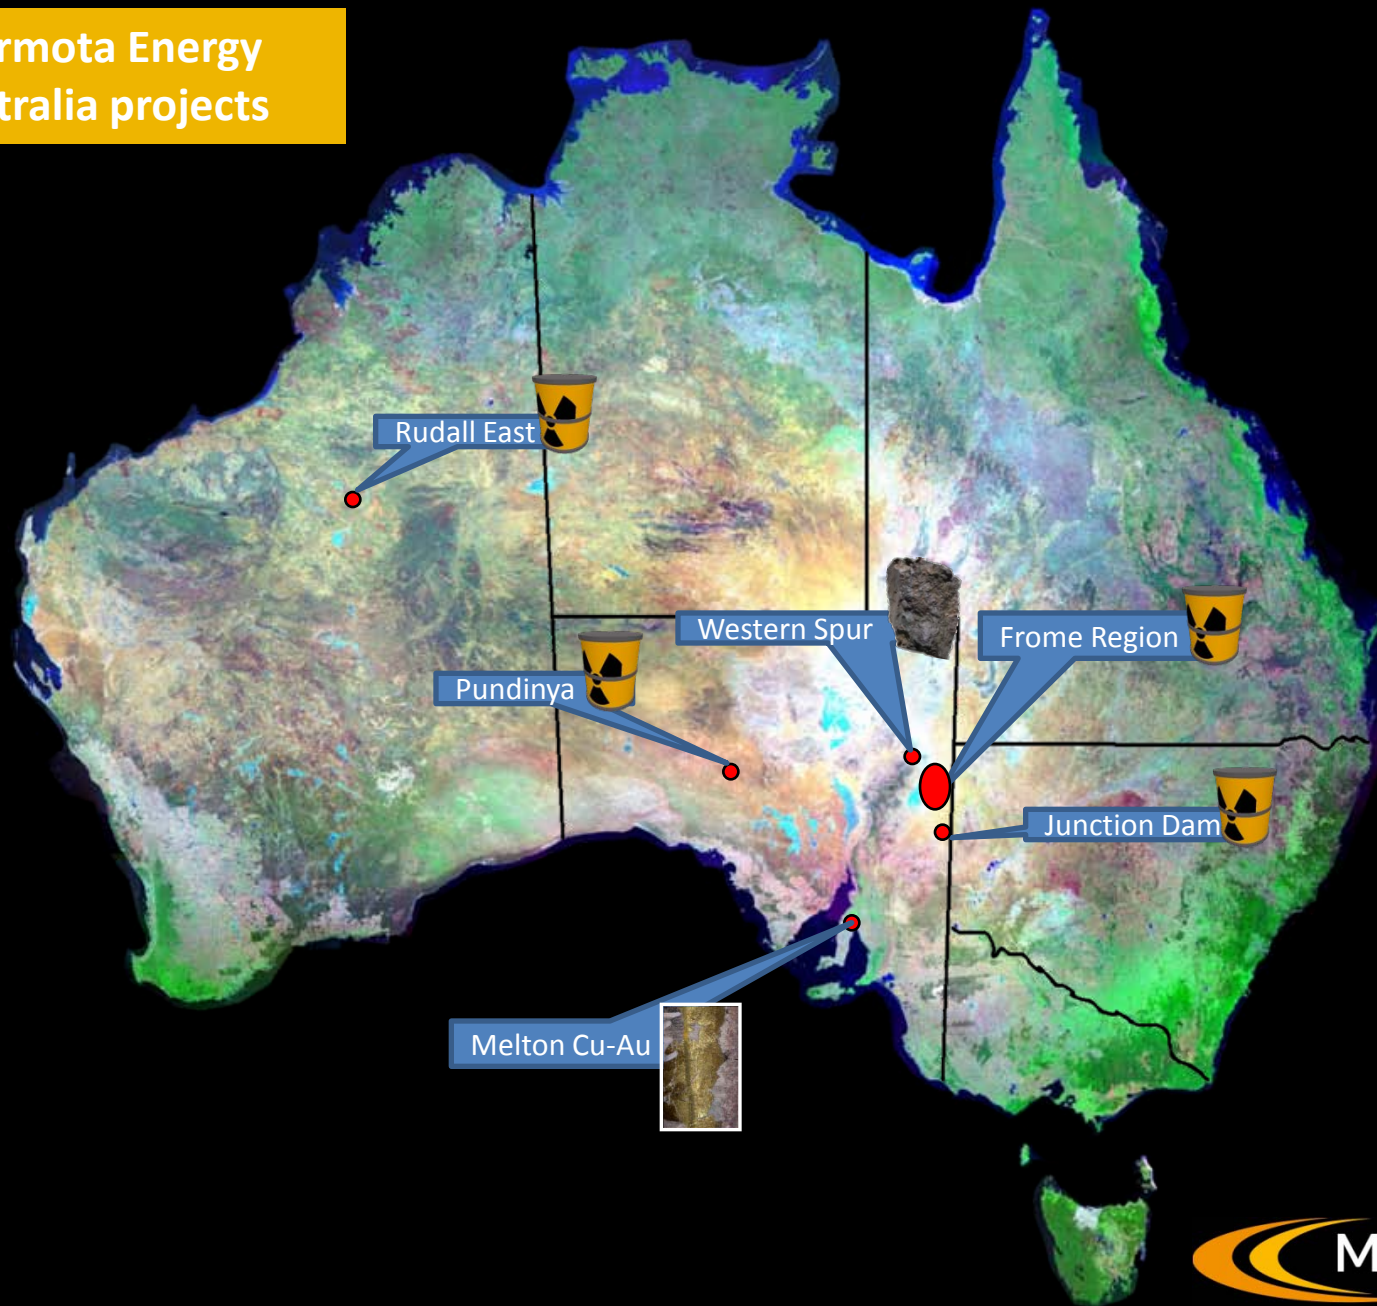 rmota Energy
tralia projects
Rudall East
Western Spur
Frome Region
Pundinya
Junction Dam
Melton Cu-Au
M